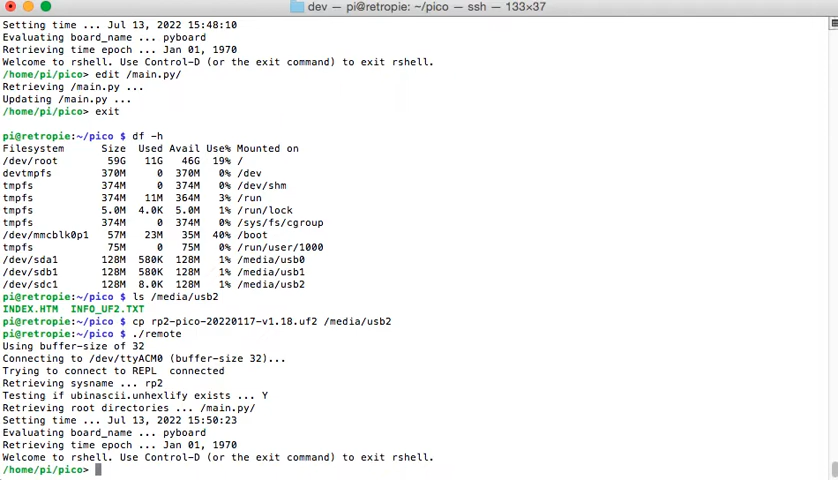 dev — pi@retropie: ~/pico — ssh — 133×37
Setting time ... Jul 13, 2022 15:48:10
Evaluating board_name ... pyboard
Retrieving time epoch ... Jan 01, 1970
Welcome to rshell. Use Control-D (or the exit command) to exit rshell.
/home/pi/pico> edit /main.py/
Retrieving /main.py ...
Updating /main.py ...
/home/pi/pico> exit
pi@retropie:~/pico $ df -h
Filesystem      Size  Used Avail Use% Mounted on
/dev/root        59G   11G   46G  19% /
devtmpfs        370M     0  370M   0% /dev
tmpfs           374M     0  374M   0% /dev/shm
tmpfs           374M   11M  364M   3% /run
tmpfs           5.0M  4.0K  5.0M   1% /run/lock
tmpfs           374M     0  374M   0% /sys/fs/cgroup
/dev/mmcblk0p1   57M   23M   35M  40% /boot
tmpfs            75M     0   75M   0% /run/user/1000
/dev/sda1       128M  580K  128M   1% /media/usb0
/dev/sdb1       128M  580K  128M   1% /media/usb1
/dev/sdc1       128M  8.0K  128M   1% /media/usb2
pi@retropie:~/pico $ ls /media/usb2
INDEX.HTM  INFO_UF2.TXT
pi@retropie:~/pico $ cp rp2-pico-20220117-v1.18.uf2 /media/usb2
pi@retropie:~/pico $ ./remote
Using buffer-size of 32
Connecting to /dev/ttyACM0 (buffer-size 32)...
Trying to connect to REPL  connected
Retrieving sysname ... rp2
Testing if ubinascii.unhexlify exists ... Y
Retrieving root directories ... /main.py/
Setting time ... Jul 13, 2022 15:50:23
Evaluating board_name ... pyboard
Retrieving time epoch ... Jan 01, 1970
Welcome to rshell. Use Control-D (or the exit command) to exit rshell.
/home/pi/pico>